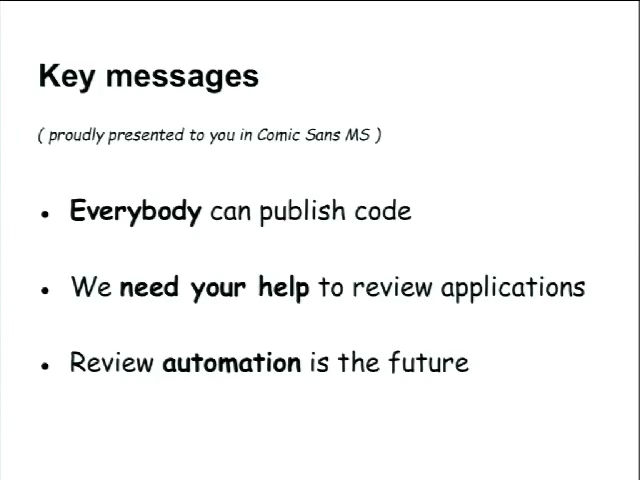 Key messages
( proudly presented to you in Comic Sans MS )
• Everybody can publish code
• We need your help to review applications
• Review automation is the future